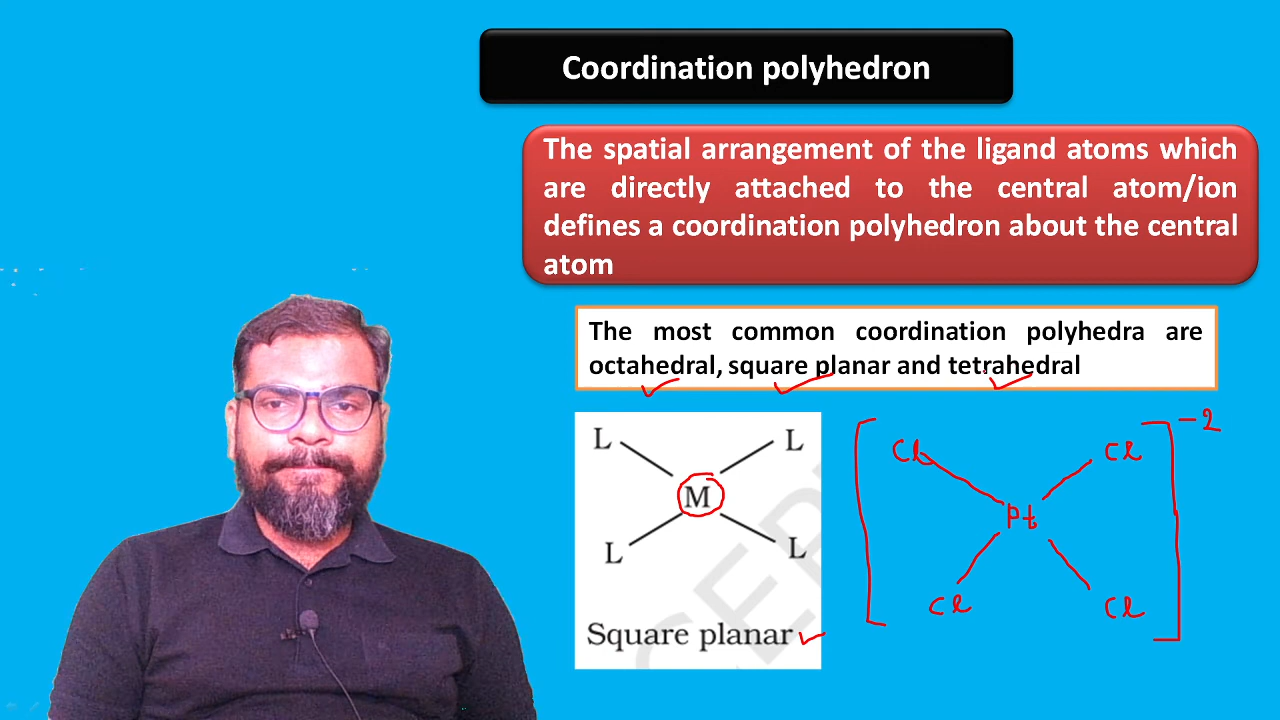 Coordination polyhedron
The spatial arrangement of the ligand atoms which
are directly attached to the central atom/ion
defines a coordination polyhedron about the central
atom
The most common coordination polyhedra are
octahedral, square planar and tetrahedral
L L
M
L L
Square planar
Cl Cl -2
Pt
Cl Cl